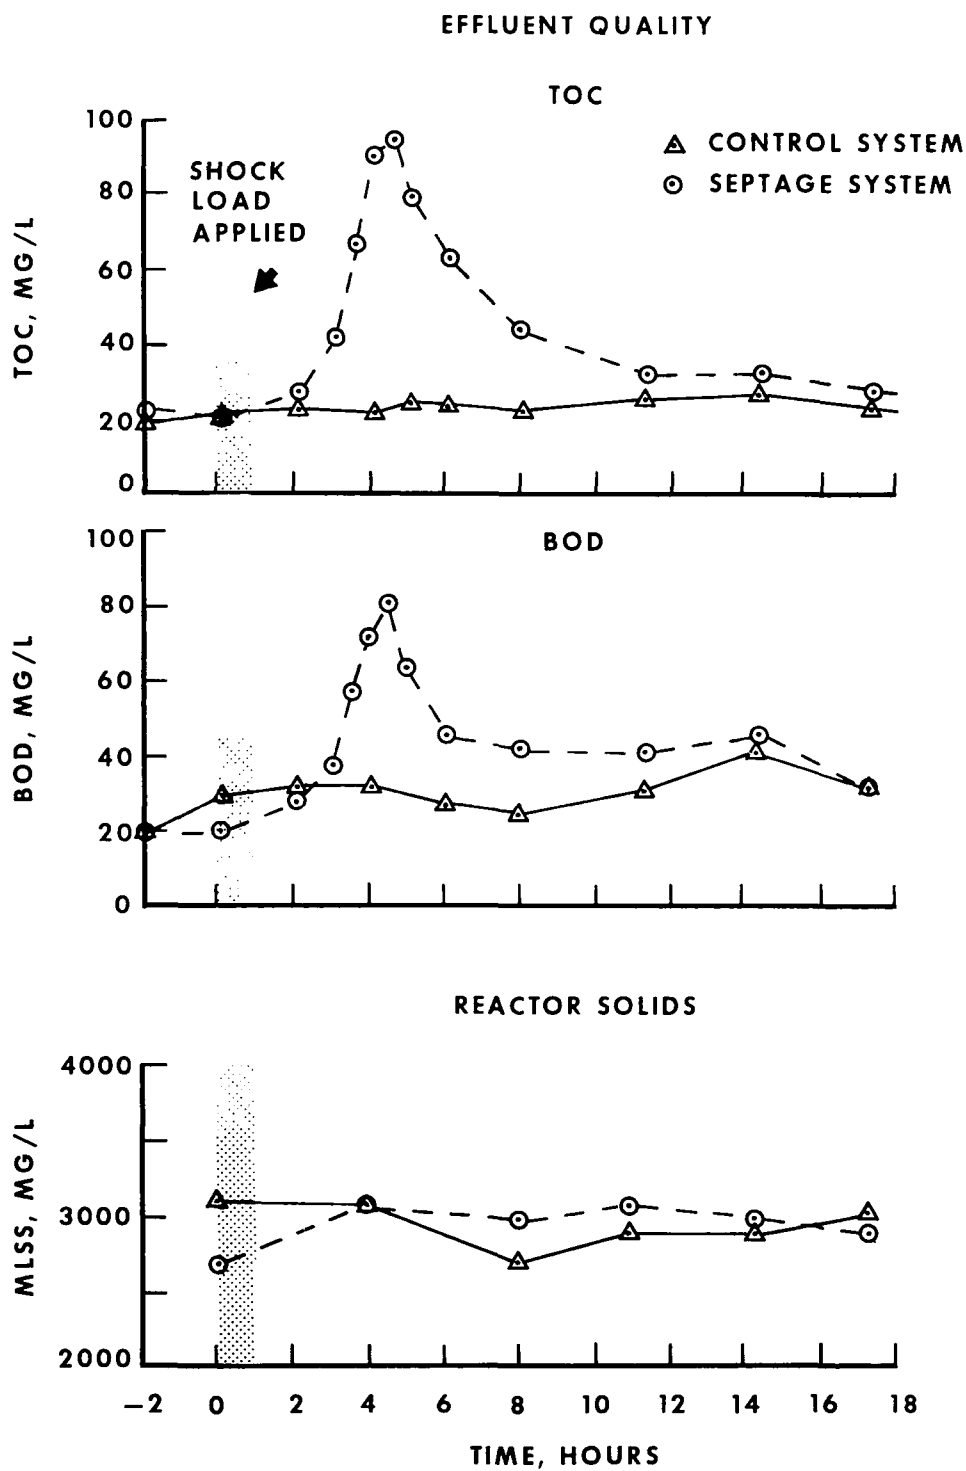 EFFLUENT QUALITY
TOC
CONTROL SYSTEM
SEPTAGE SYSTEM
SHOCK
LOAD
APPLIED
TOC, MG/L
100
80
60
40
20
0
BOD
BOD, MG/L
100
80
60
40
20
0
REACTOR SOLIDS
MLSS, MG/L
4000
3000
2000
−2 0 2 4 6 8 10 12 14 16 18
TIME, HOURS